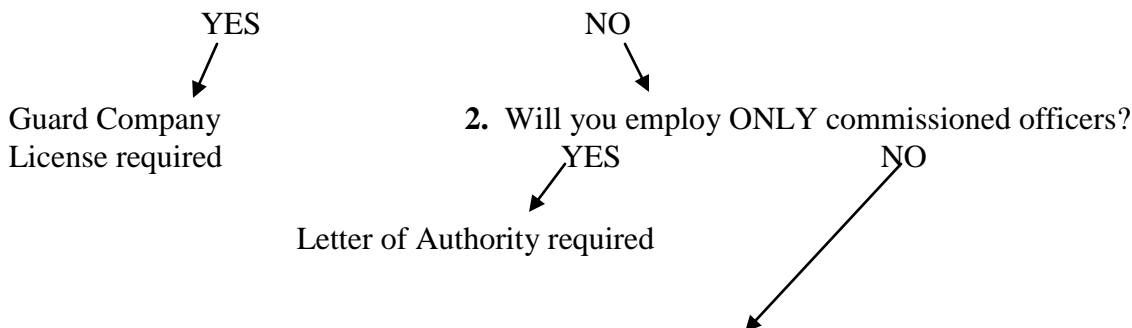 YES NO
Guard Company 2. Will you employ ONLY commissioned officers?
License required YES NO
Letter of Authority required